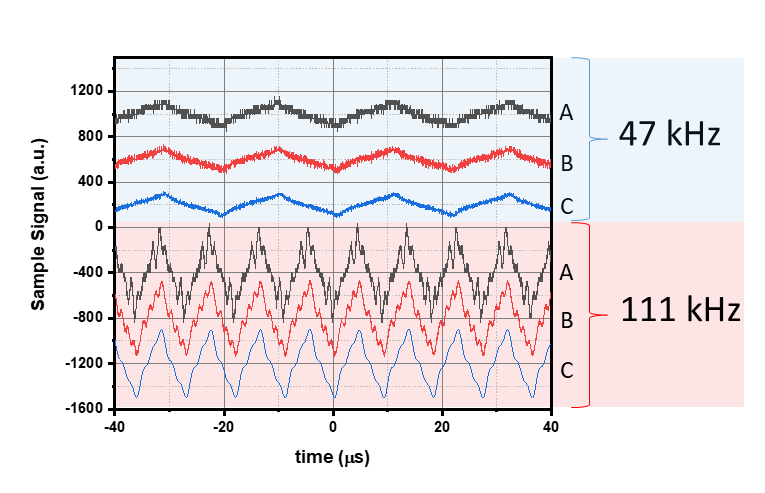 Sample Signal (a.u.)
1200
800
400
0
-400
-800
-1200
-1600
-40
-20
0
20
40
time (μs)
A
B
C
47 kHz
A
B
C
111 kHz